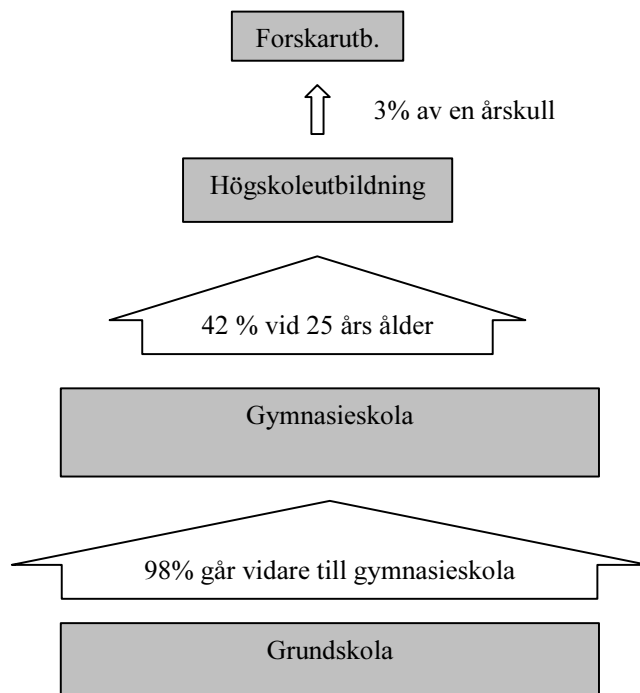 Forskarutb.
3% av en årskull
Högskoleutbildning
42 % vid 25 års ålder
Gymnasieskola
98% går vidare till gymnasieskola
Grundskola